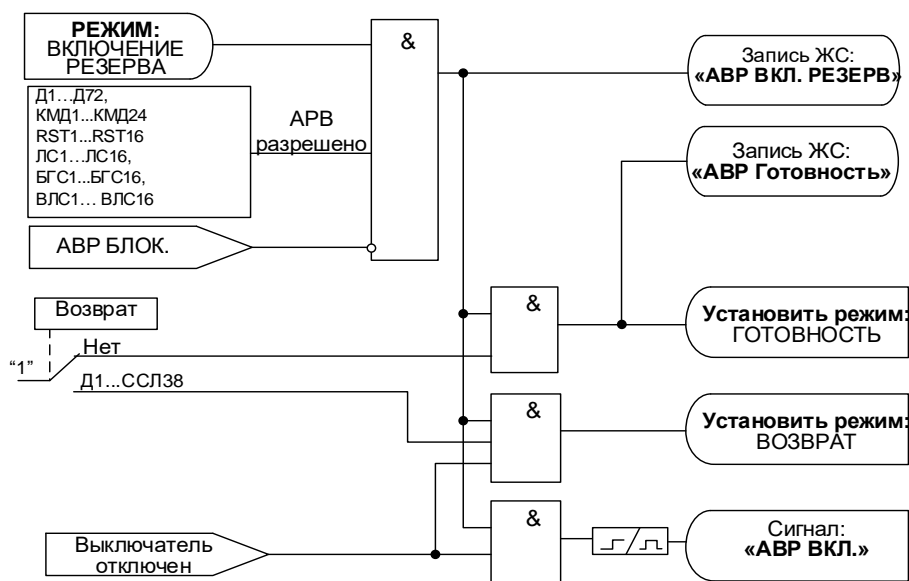 РЕЖИМ:
ВКЛЮЧЕНИЕ
РЕЗЕРВА
&
Запись ЖС:
«АВР ВКЛ. РЕЗЕРВ»
Д1...Д72,
КМД1...КМД24
RST1...RST16
ЛС1...ЛС16,
БГС1...БГС16,
ВЛС1... ВЛС16
АРВ
разрешено
Запись ЖС:
«АВР Готовность»
АВР БЛОК.
Возврат
"1"
Нет
Д1...ССЛ38
&
Установить режим:
ГОТОВНОСТЬ
&
Установить режим:
ВОЗВРАТ
Выключатель
отключен
&
Сигнал:
«АВР ВКЛ.»